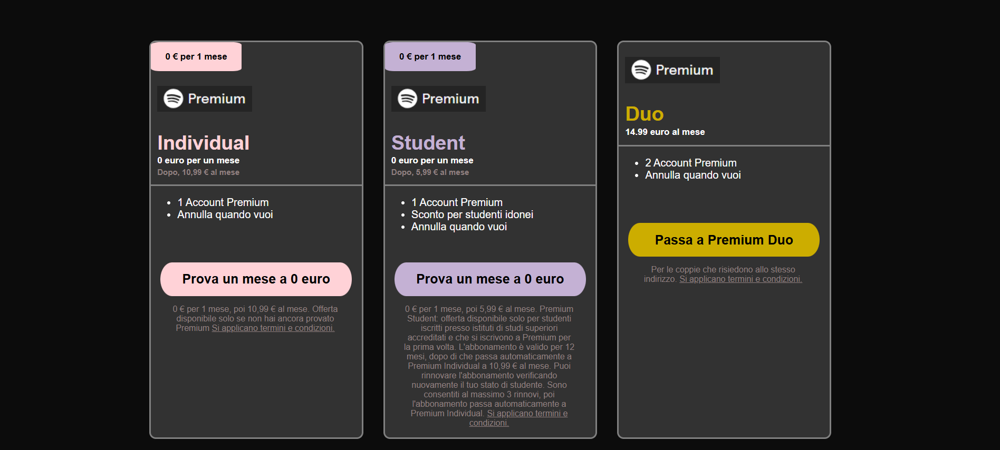 0 € per 1 mese
Premium
Individual
0 euro per un mese
Dopo, 10,99 € al mese
1 Account Premium
Annulla quando vuoi
Prova un mese a 0 euro
0 € per 1 mese, poi 10,99 € al mese. Offerta
disponibile solo se non hai ancora provato
Premium Si applicano termini e condizioni.
0 € per 1 mese
Premium
Student
0 euro per un mese
Dopo, 5,99 € al mese
1 Account Premium
Sconto per studenti idonei
Annulla quando vuoi
Prova un mese a 0 euro
0 € per 1 mese, poi 5,99 € al mese. Premium
Student: offerta disponibile solo per studenti
iscritti presso istituti di studi superiori
accreditati e che si iscrivono a Premium per
la prima volta. L'abbonamento è valido per 12
mesi, dopo di che passa automaticamente a
Premium Individual a 10,99 € al mese. Puoi
rinnovare l'abbonamento verificando
nuovamente il tuo stato di studente. Sono
consentiti al massimo 3 rinnovi, poi
l'abbonamento passa automaticamente a
Premium Individual. Si applicano termini e
condizioni.
Premium
Duo
14.99 euro al mese
2 Account Premium
Annulla quando vuoi
Passa a Premium Duo
Per le coppie che risiedono allo stesso
indirizzo. Si applicano termini e condizioni.